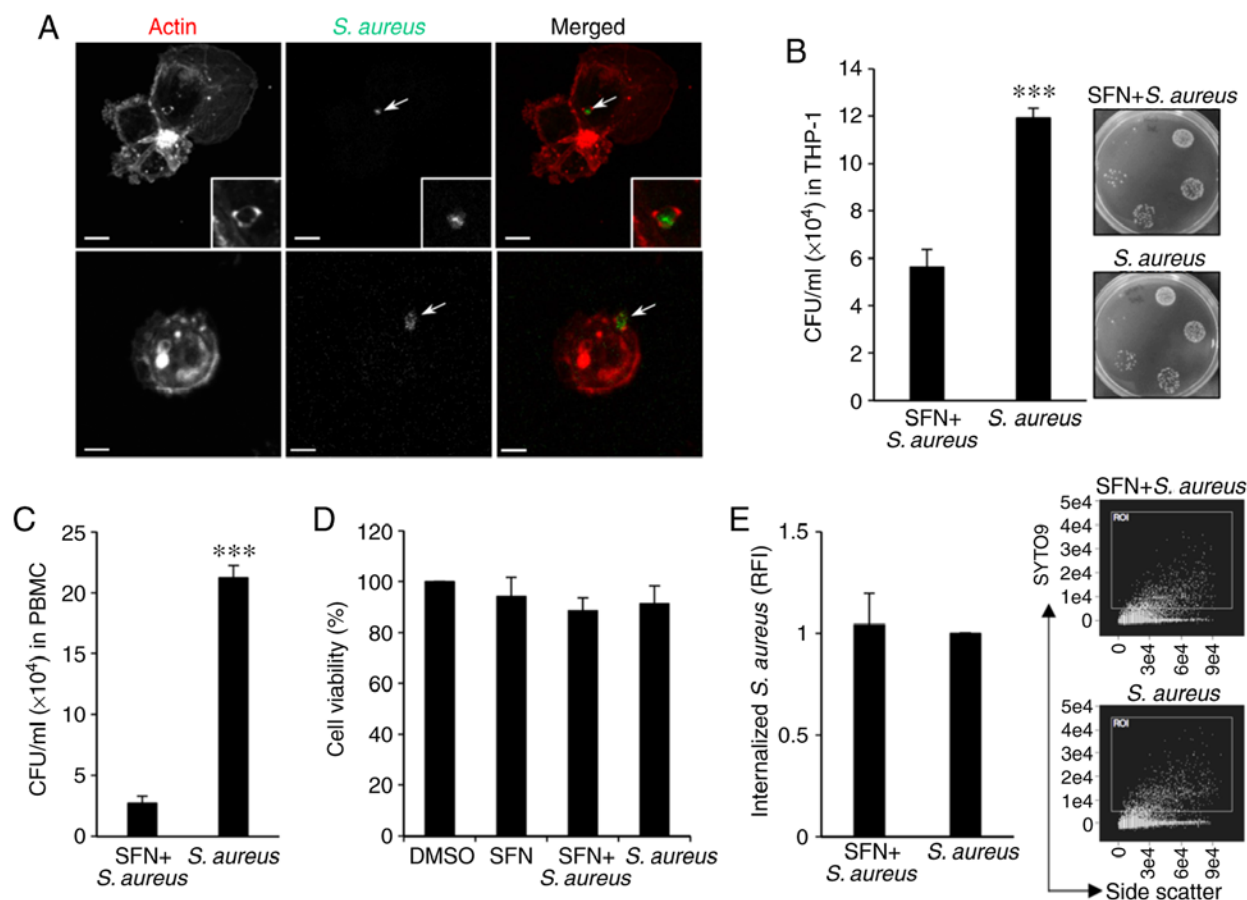 A
Actin
S. aureus
Merged
B
CFU/ml (×10⁴) in THP-1
14
12
10
8
6
4
2
0
***
SFN+
S. aureus
S. aureus
SFN+S. aureus
S. aureus
C
CFU/ml (×10⁴) in PBMC
25
20
15
10
5
0
***
SFN+
S. aureus
S. aureus
D
Cell viability (%)
120
100
80
60
40
20
0
DMSO
SFN
SFN+
S. aureus
S. aureus
E
Internalized S. aureus (RFI)
1.5
1
0.5
0
SFN+
S. aureus
S. aureus
SFN+S. aureus
SYTO9
5e4
4e4
3e4
2e4
1e4
0
ROI
0
3e4
6e4
9e4
S. aureus
5e4
4e4
3e4
2e4
1e4
0
ROI
0
3e4
6e4
9e4
Side scatter